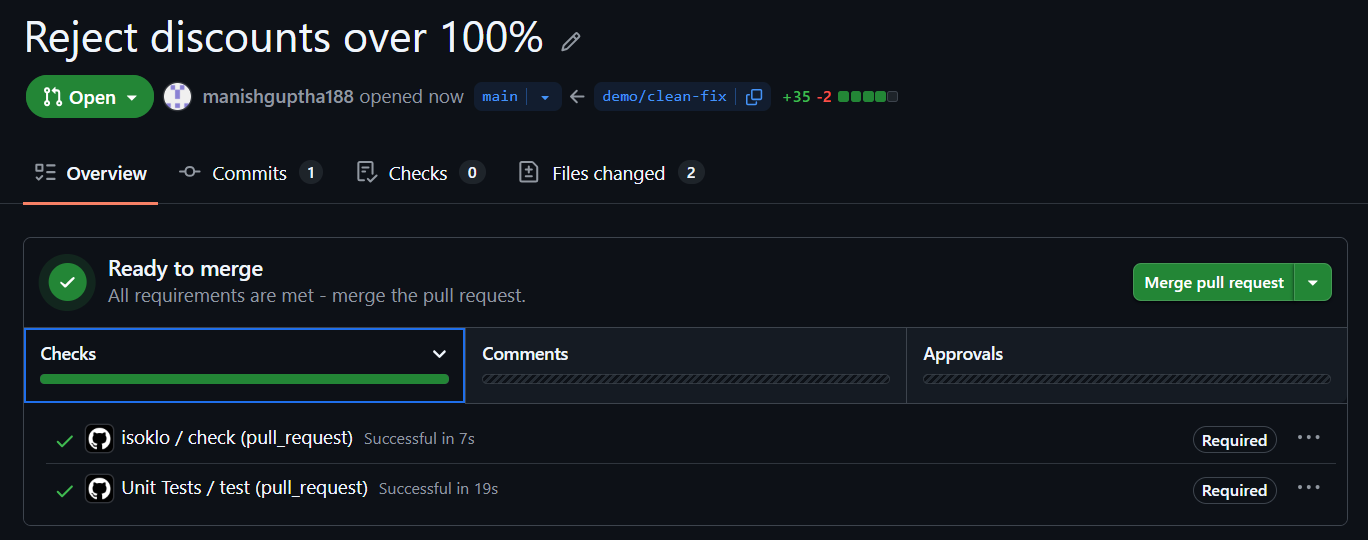 Reject discounts over 100%
Open manishguptha188 opened now main demo/clean-fix +35 -2
Overview Commits 1 Checks 0 Files changed 2
Ready to merge
All requirements are met - merge the pull request.
Merge pull request
Checks Comments Approvals
isoklo / check (pull_request) Successful in 7s Required
Unit Tests / test (pull_request) Successful in 19s Required